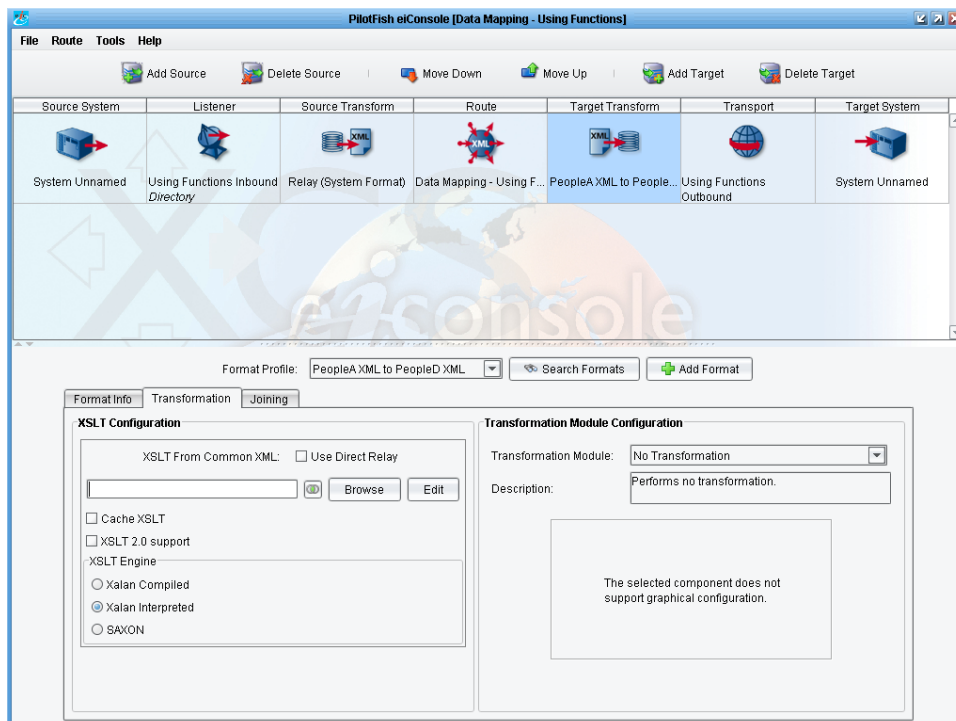 PilotFish eiConsole [Data Mapping - Using Functions]
File Route Tools Help
Add Source Delete Source Move Down Move Up Add Target Delete Target
Source System Listener Source Transform Route Target Transform Transport Target System
XML XML XML
System Unnamed Using Functions Inbound Relay (System Format) Data Mapping - Using F... PeopleA XML to People... Using Functions System Unnamed
Directory Outbound
eiconsole
Format Profile: PeopleA XML to PeopleD XML Search Formats Add Format
Format Info Transformation Joining
XSLT Configuration Transformation Module Configuration
XSLT From Common XML: Use Direct Relay Transformation Module: No Transformation
Browse Edit Description: Performs no transformation.
Cache XSLT
XSLT 2.0 support
XSLT Engine
Xalan Compiled
Xalan Interpreted
SAXON
The selected component does not
support graphical configuration.